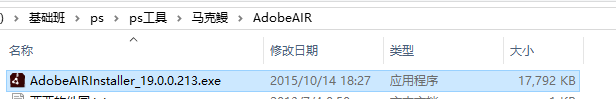 ) › 基础班 › ps › ps工具 › 马克鳗 › AdobeAIR
名称 修改日期 类型 大小
AdobeAIRInstaller_19.0.0.213.exe 2015/10/14 18:27 应用程序 17,792 KB